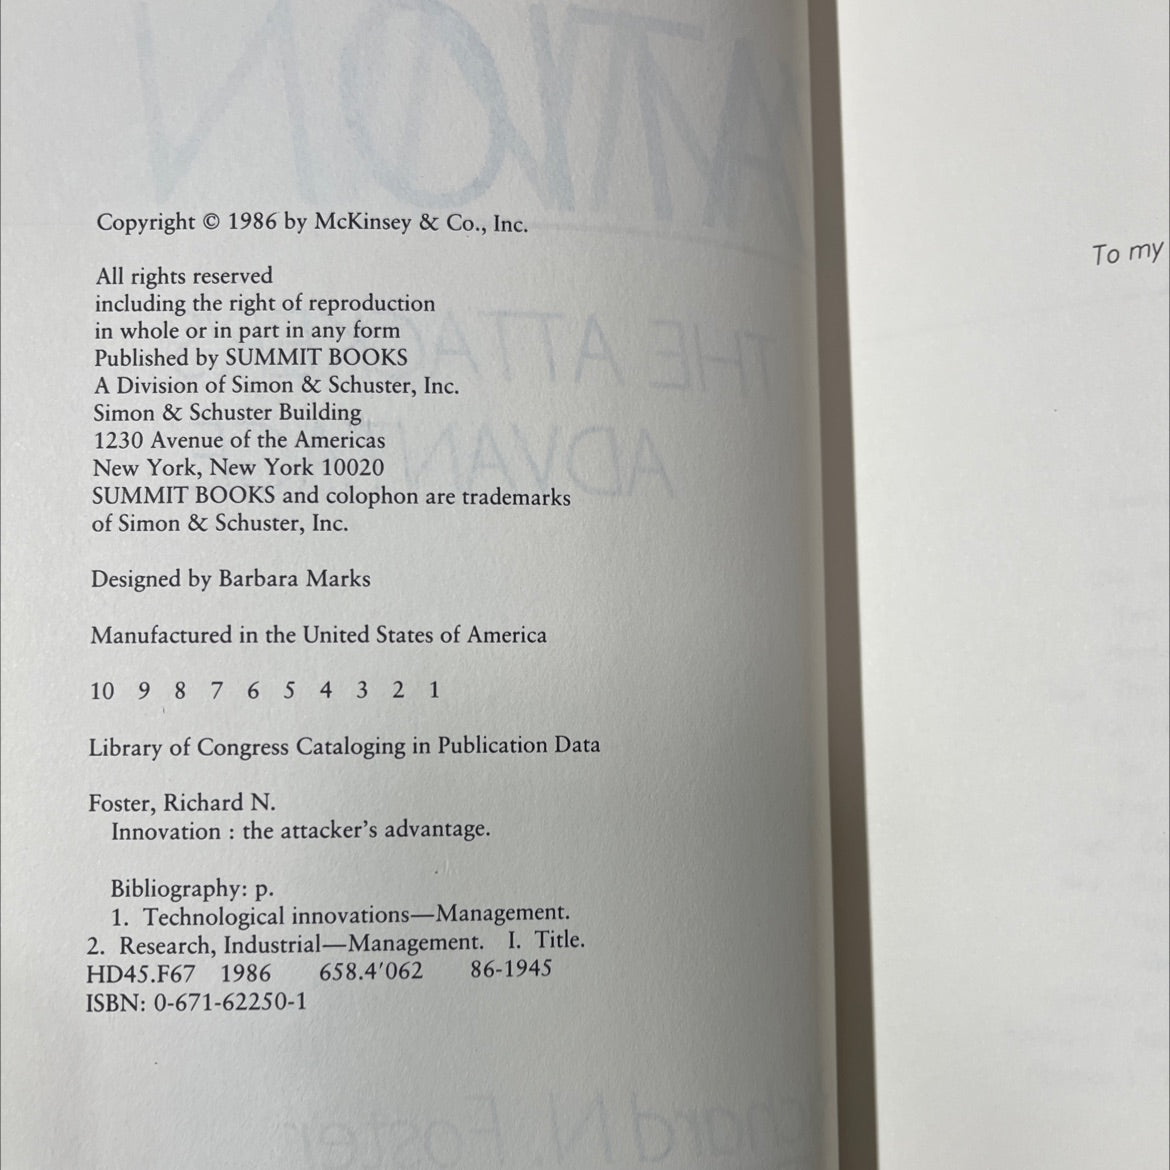 Copyright © 1986 by McKinsey & Co., Inc.
All rights reserved
including the right of reproduction
in whole or in part in any form
Published by SUMMIT BOOKS
A Division of Simon & Schuster, Inc.
Simon & Schuster Building
1230 Avenue of the Americas
New York, New York 10020
SUMMIT BOOKS and colophon are trademarks
of Simon & Schuster, Inc.
Designed by Barbara Marks
Manufactured in the United States of America
10 9 8 7 6 5 4 3 2 1
Library of Congress Cataloging in Publication Data
Foster, Richard N.
Innovation : the attacker's advantage.
Bibliography: p.
1. Technological innovations—Management.
2. Research, Industrial—Management. I. Title.
HD45.F67 1986 658.4'062 86-1945
ISBN: 0-671-62250-1
To my